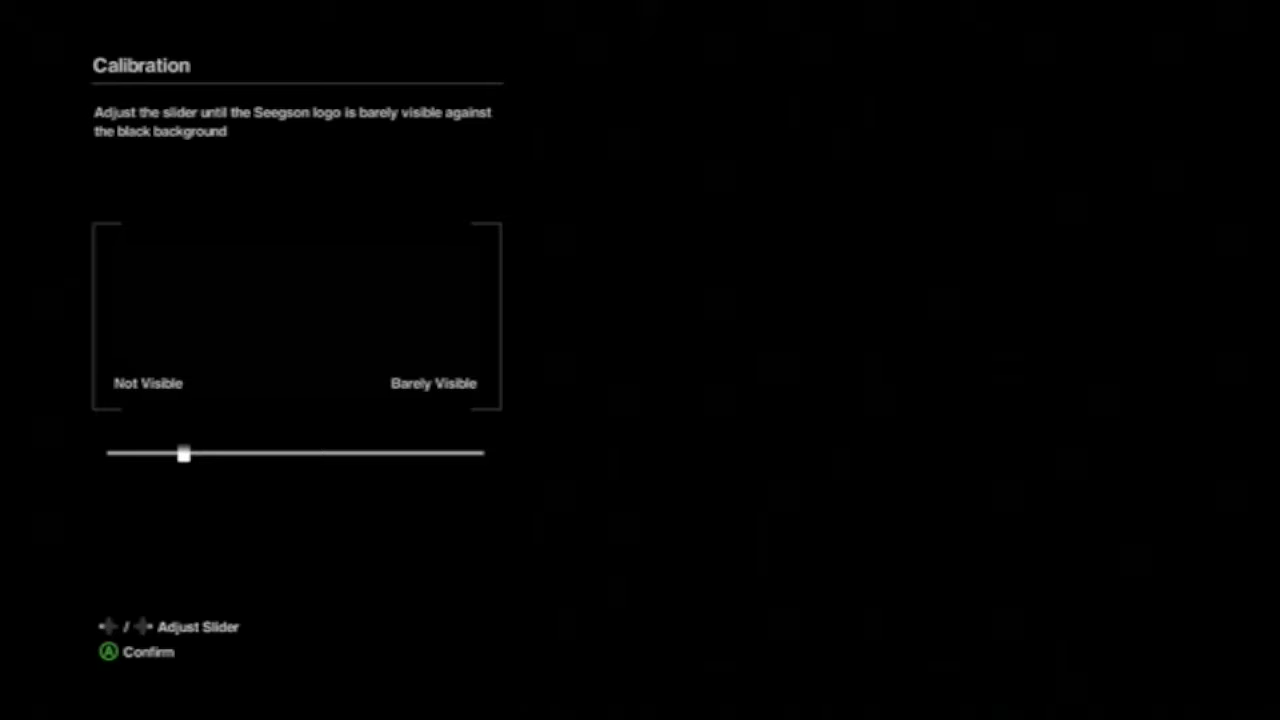 Calibration
Adjust the slider until the Seegson logo is barely visible against
the black background
Not Visible
Barely Visible
/ Adjust Slider
A Confirm